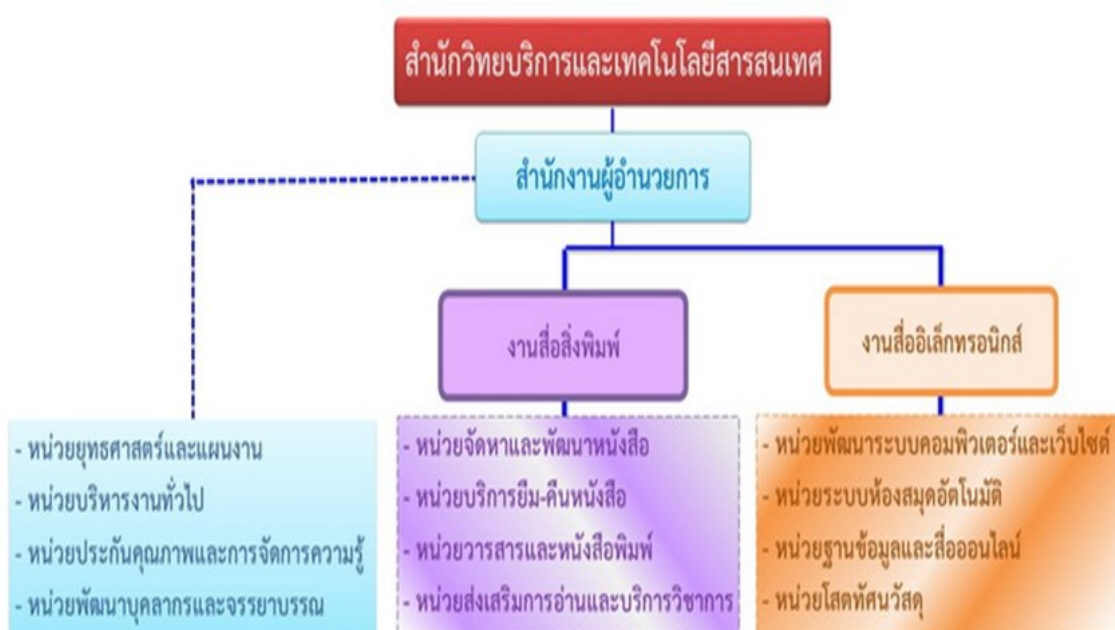 สำนักวิทยบริการและเทคโนโลยีสารสนเทศ
สำนักงานผู้อำนวยการ
งานสื่อสิ่งพิมพ์
งานสื่ออิเล็กทรอนิกส์
- หน่วยยุทธศาสตร์และแผนงาน
- หน่วยบริหารงานทั่วไป
- หน่วยประกันคุณภาพและการจัดการความรู้
- หน่วยพัฒนาบุคลากรและจรรยาบรรณ
- หน่วยจัดหาและพัฒนาหนังสือ
- หน่วยบริการยืม-คืนหนังสือ
- หน่วยวารสารและหนังสือพิมพ์
- หน่วยส่งเสริมการอ่านและบริการวิชาการ
- หน่วยพัฒนาระบบคอมพิวเตอร์และเว็บไซต์
- หน่วยระบบห้องสมุดอัตโนมัติ
- หน่วยฐานข้อมูลและสื่อออนไลน์
- หน่วยโสตทัศนวัสดุ